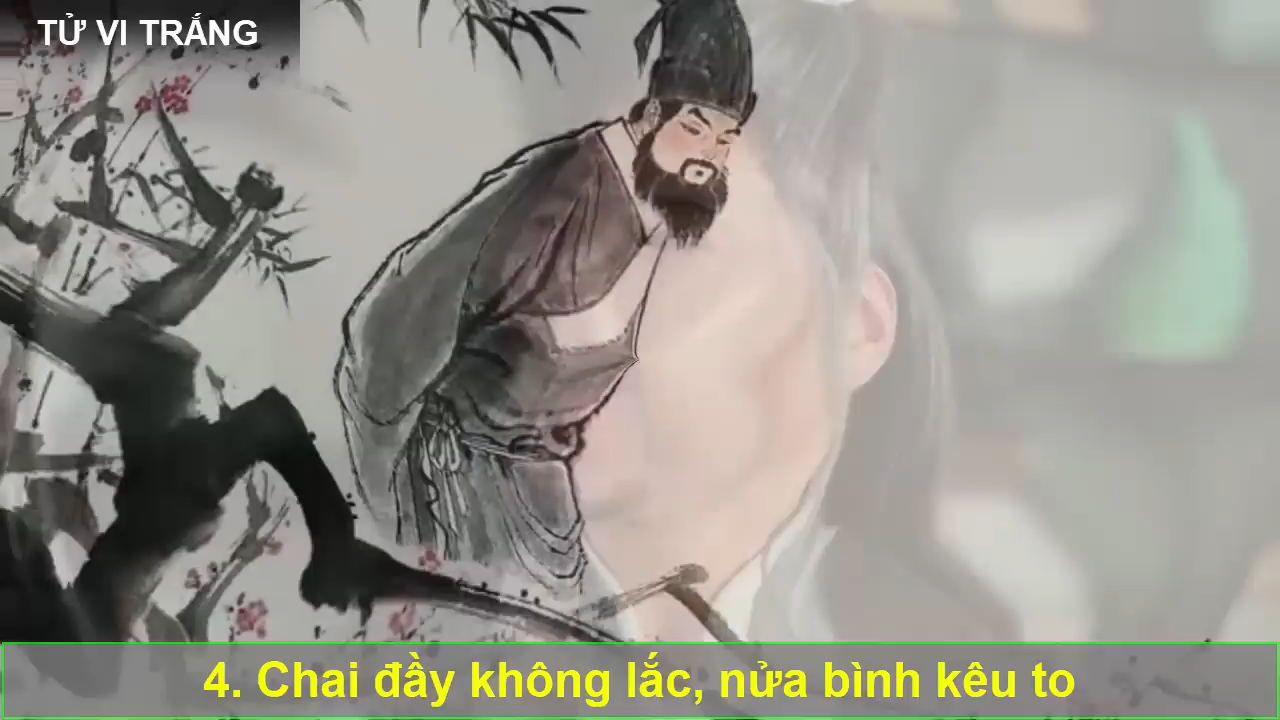 TỬ VI TRẮNG
4. Chai đầy không lắc, nửa bình kêu to